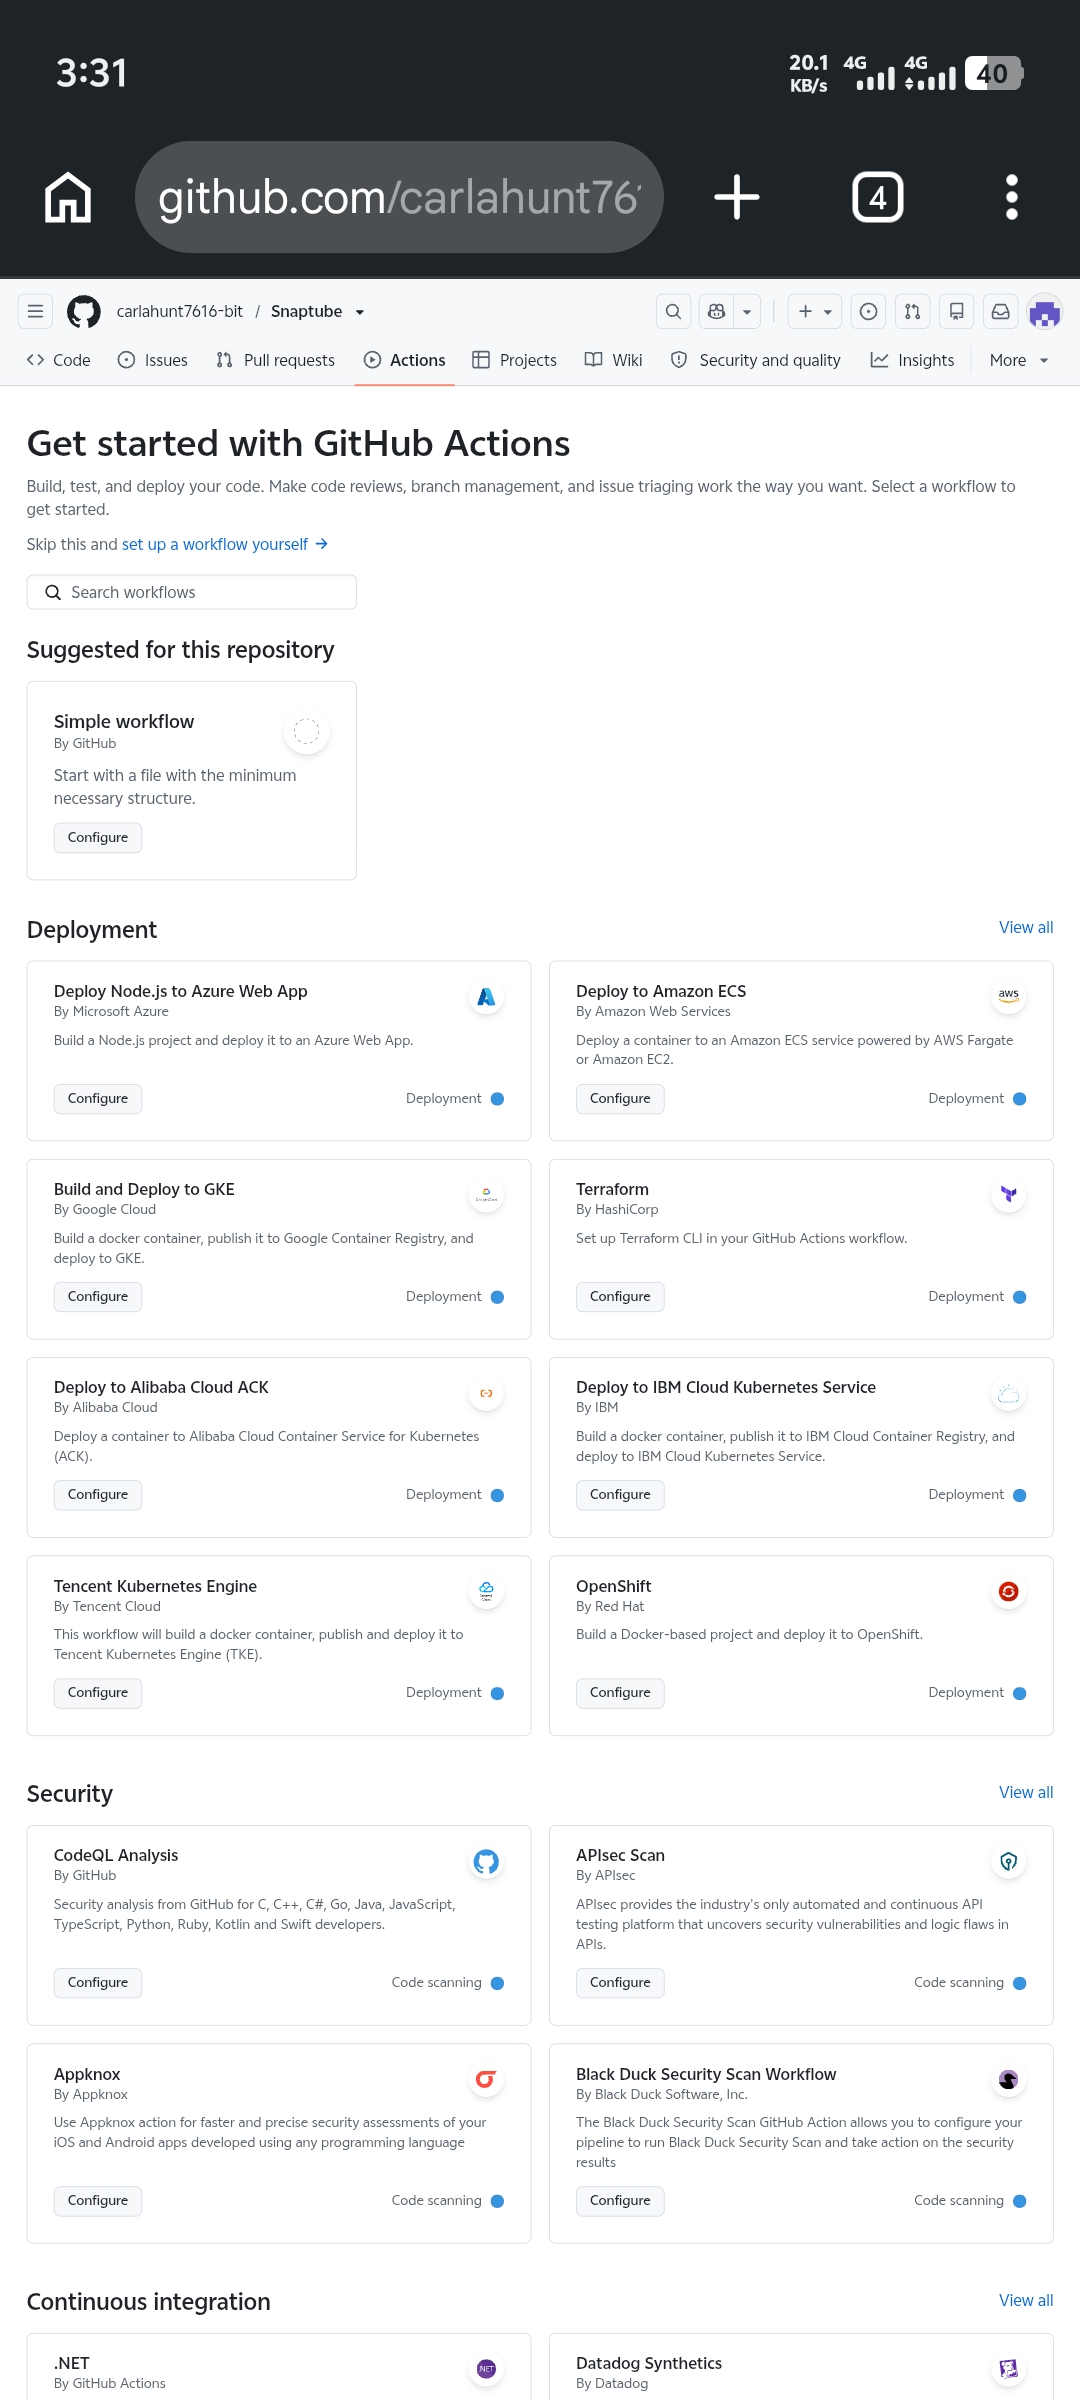 3:31
20.1 KB/s 4G 4G 40
github.com/carlahunt76
4
carlahunt7616-bit / Snaptube
Code Issues Pull requests Actions Projects Wiki Security and quality Insights More
Get started with GitHub Actions
Build, test, and deploy your code. Make code reviews, branch management, and issue triaging work the way you want. Select a workflow to
get started.
Skip this and set up a workflow yourself →
Search workflows
Suggested for this repository
Simple workflow
By GitHub
Start with a file with the minimum
necessary structure.
Configure
Deployment View all
Deploy Node.js to Azure Web App
By Microsoft Azure
Build a Node.js project and deploy it to an Azure Web App.
Configure Deployment
Deploy to Amazon ECS
aws
By Amazon Web Services
Deploy a container to an Amazon ECS service powered by AWS Fargate
or Amazon EC2.
Configure Deployment
Build and Deploy to GKE
By Google Cloud
Build a docker container, publish it to Google Container Registry, and
deploy to GKE.
Configure Deployment
Terraform
By HashiCorp
Set up Terraform CLI in your GitHub Actions workflow.
Configure Deployment
Deploy to Alibaba Cloud ACK
By Alibaba Cloud
Deploy a container to Alibaba Cloud Container Service for Kubernetes
(ACK).
Configure Deployment
Deploy to IBM Cloud Kubernetes Service
By IBM
Build a docker container, publish it to IBM Cloud Container Registry, and
deploy to IBM Cloud Kubernetes Service.
Configure Deployment
Tencent Kubernetes Engine
By Tencent Cloud
This workflow will build a docker container, publish and deploy it to
Tencent Kubernetes Engine (TKE).
Configure Deployment
OpenShift
By Red Hat
Build a Docker-based project and deploy it to OpenShift.
Configure Deployment
Security View all
CodeQL Analysis
By GitHub
Security analysis from GitHub for C, C++, C#, Go, Java, JavaScript,
TypeScript, Python, Ruby, Kotlin and Swift developers.
Configure Code scanning
APIsec Scan
By APIsec
APIsec provides the industry's only automated and continuous API
testing platform that uncovers security vulnerabilities and logic flaws in
APIs.
Configure Code scanning
Appknox
By Appknox
Use Appknox action for faster and precise security assessments of your
iOS and Android apps developed using any programming language
Configure Code scanning
Black Duck Security Scan Workflow
By Black Duck Software, Inc.
The Black Duck Security Scan GitHub Action allows you to configure your
pipeline to run Black Duck Security Scan and take action on the security
results
Configure Code scanning
Continuous integration View all
.NET
.NET
By GitHub Actions
Datadog Synthetics
By Datadog